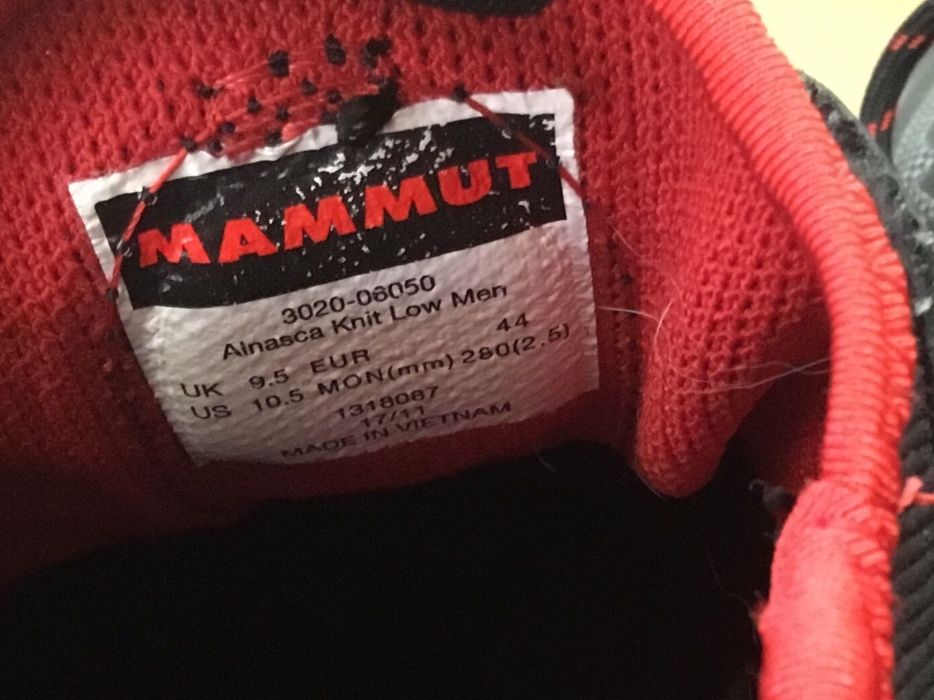 MAMMUT
3020-06050
Ainasca Knit Low Men
UK 9.5 EUR 44
US 10.5 MON(mm) 280(2.5)
1318087
17/11
MADE IN VIETNAM